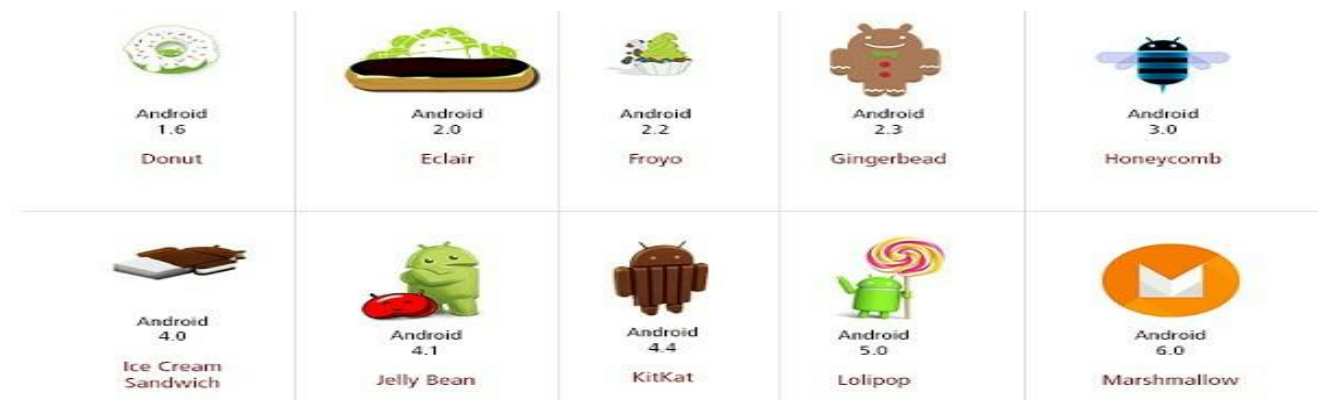 Android
1.6
Donut
Android
2.0
Eclair
Android
2.2
Froyo
Android
2.3
Gingerbead
Android
3.0
Honeycomb
Android
4.0
Ice Cream
Sandwich
Android
4.1
Jelly Bean
Android
4.4
KitKat
Android
5.0
Lolipop
Android
6.0
Marshmallow